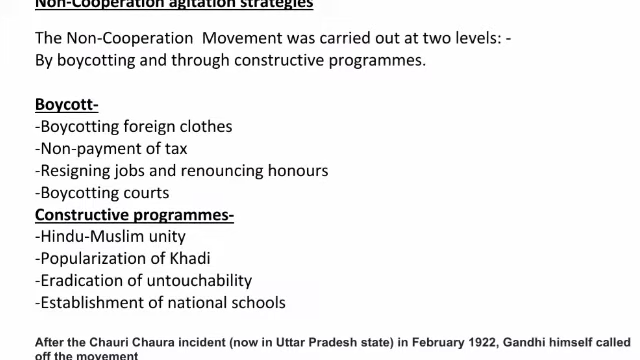 Non-Cooperation agitation strategies
The Non-Cooperation Movement was carried out at two levels: -
By boycotting and through constructive programmes.
Boycott-
-Boycotting foreign clothes
-Non-payment of tax
-Resigning jobs and renouncing honours
-Boycotting courts
Constructive programmes-
-Hindu-Muslim unity
-Popularization of Khadi
-Eradication of untouchability
-Establishment of national schools
After the Chauri Chaura incident (now in Uttar Pradesh state) in February 1922, Gandhi himself called
off the movement